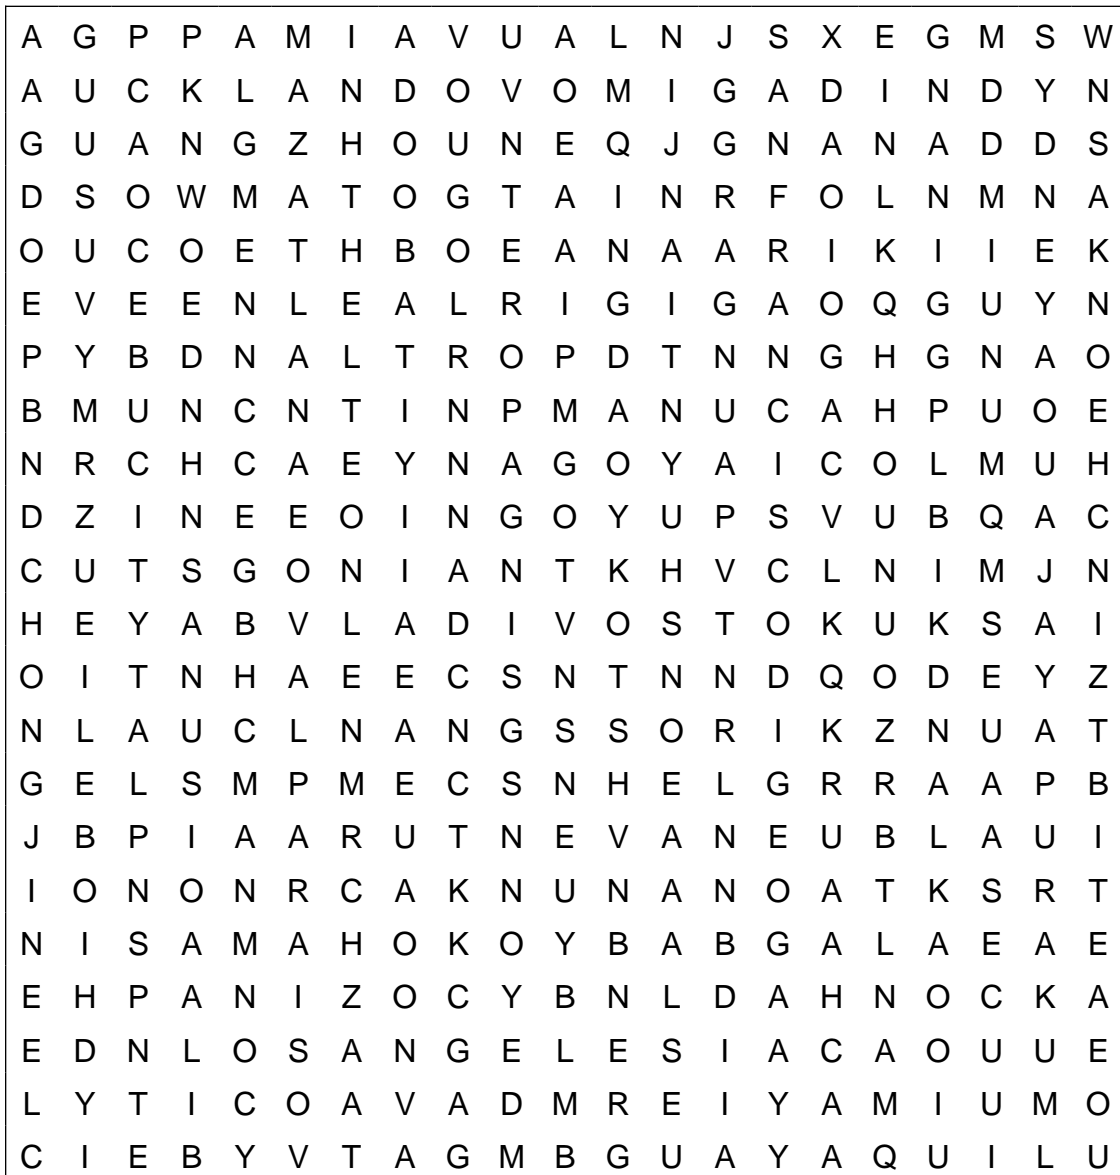 A G P P A M I A V U A L N J S X E G M S W
A U C K L A N D O V O M I G A D I N D Y N
G U A N G Z H O U N E Q J G N A N A D D S
D S O W M A T O G T A I N R F O L N M N A
O U C O E T H B O E A N A A R I K I I E K
E V E E N L E A L R I G I G A O Q G U Y N
P Y B D N A L T R O P D T N N G H G N A O
B M U N C N T I N P M A N U C A H P U O E
N R C H C A E Y N A G O Y A I C O L M U H
D Z I N E E O I N G O Y U P S V U B Q A C
C U T S G O N I A N T K H V C L N I M J N
H E Y A B V L A D I V O S T O K U K S A I
O I T N H A E E C S N T N N D Q O D E Y Z
N L A U C L N A N G S S O R I K Z N U A T
G E L S M P M E C S N H E L G R R A A P B
J B P I A A R U T N E V A N E U B L A U I
I O N O N R C A K N U N A N O A T K S R T
N I S A M A H O K O Y B A B G A L A E A E
E H P A N I Z O C Y B N L D A H N O C K A
E D N L O S A N G E L E S I A C A O U U E
L Y T I C O A V A D M R E I Y A M I U M O
C I E B Y V T A G M B G U A Y A Q U I L U